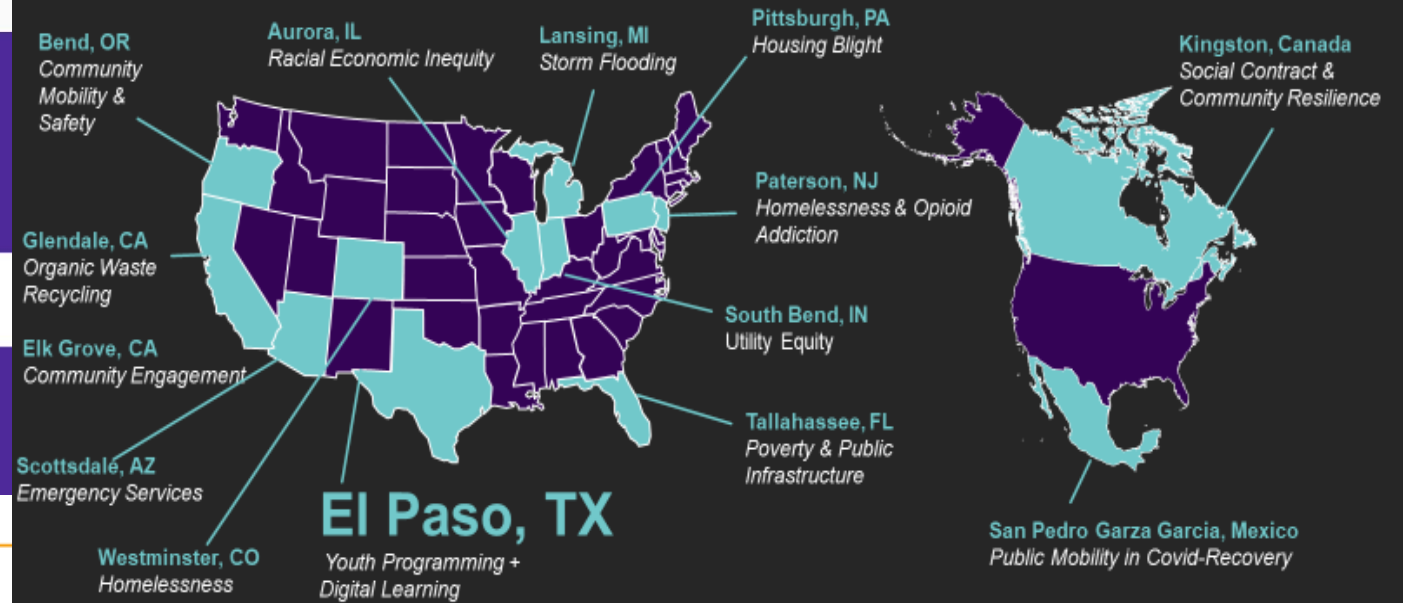 Bend, OR
Community
Mobility &
Safety
Aurora, IL
Racial Economic Inequity
Lansing, MI
Storm Flooding
Pittsburgh, PA
Housing Blight
Kingston, Canada
Social Contract &
Community Resilience
Paterson, NJ
Homelessness & Opioid
Addiction
Glendale, CA
Organic Waste
Recycling
South Bend, IN
Utility Equity
Elk Grove, CA
Community Engagement
Tallahassee, FL
Poverty & Public
Infrastructure
Scottsdale, AZ
Emergency Services
El Paso, TX
Youth Programming +
Digital Learning
Westminster, CO
Homelessness
San Pedro Garza Garcia, Mexico
Public Mobility in Covid-Recovery